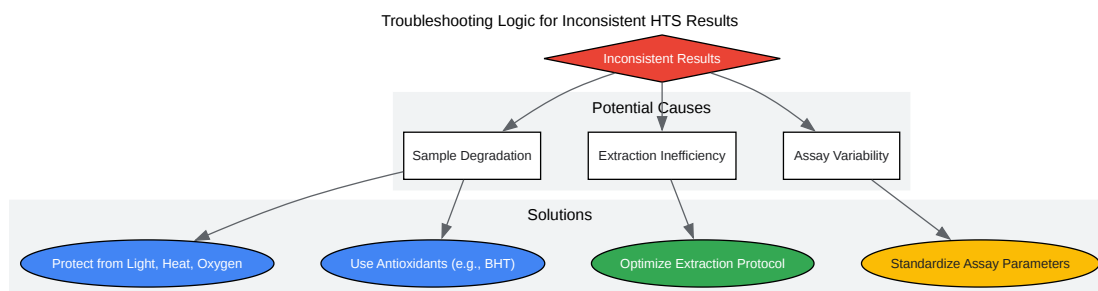 Troubleshooting Logic for Inconsistent HTS Results
Inconsistent Results
Potential Causes
Sample Degradation
Extraction Inefficiency
Assay Variability
Solutions
Protect from Light, Heat, Oxygen
Use Antioxidants (e.g., BHT)
Optimize Extraction Protocol
Standardize Assay Parameters